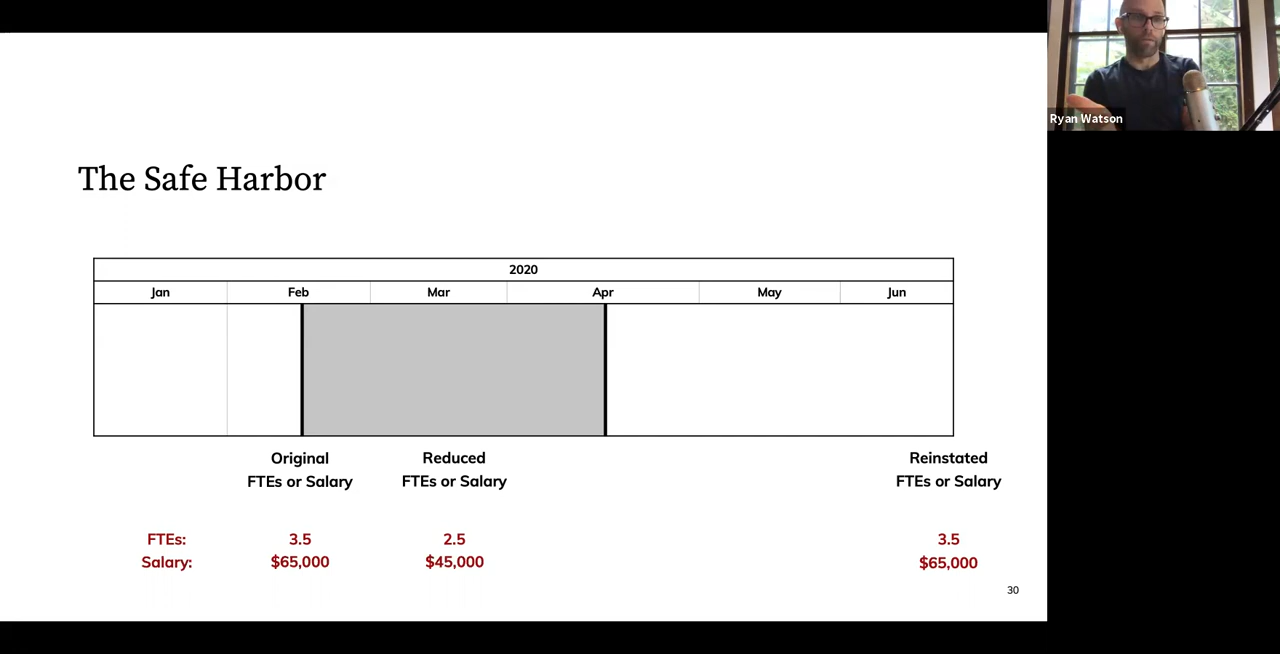 Ryan Watson
The Safe Harbor
2020
Jan Feb Mar Apr May Jun
Original Reduced Reinstated
FTEs or Salary FTEs or Salary FTEs or Salary
FTEs: 3.5 2.5 3.5
Salary: $65,000 $45,000 $65,000
30